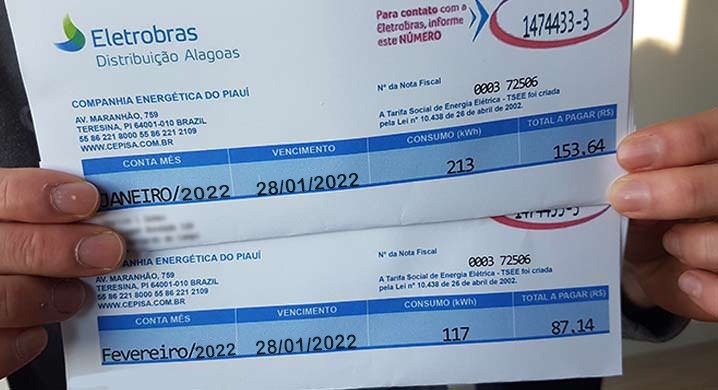 Eletrobras
Distribuição Alagoas
Para contato com a
Eletrobras, informe
este NÚMERO
1474433-3
COMPANHIA ENERGÉTICA DO PIAUÍ
AV. MARANHÃO, 759
TERESINA, PI 64001-010 BRAZIL
55 86 221 8000 55 86 221 2109
WWW.CEPISA.COM.BR
Nº da Nota Fiscal
0003 72506
A Tarifa Social de Energia Elétrica - TSEE foi criada
pela Lei nº 10.438 de 26 de abril de 2002.
CONTA MÊS VENCIMENTO CONSUMO (kWh) TOTAL A PAGAR (R$)
JANEIRO/2022 28/01/2022 213 153,64
1474433-3
ENERGÉTICA DO PIAUÍ
AV. MARANHÃO, 759
TERESINA, PI 64001-010 BRAZIL
55 86 221 8000 55 86 221 2109
WWW.CEPISA.COM.BR
Nº da Nota Fiscal
0003 72506
A Tarifa Social de Energia Elétrica - TSEE foi criada
pela Lei nº 10.438 de 26 de abril de 2002.
CONTA MÊS VENCIMENTO CONSUMO (kWh) TOTAL A PAGAR (R$)
Fevereiro/2022 28/01/2022 117 87,14